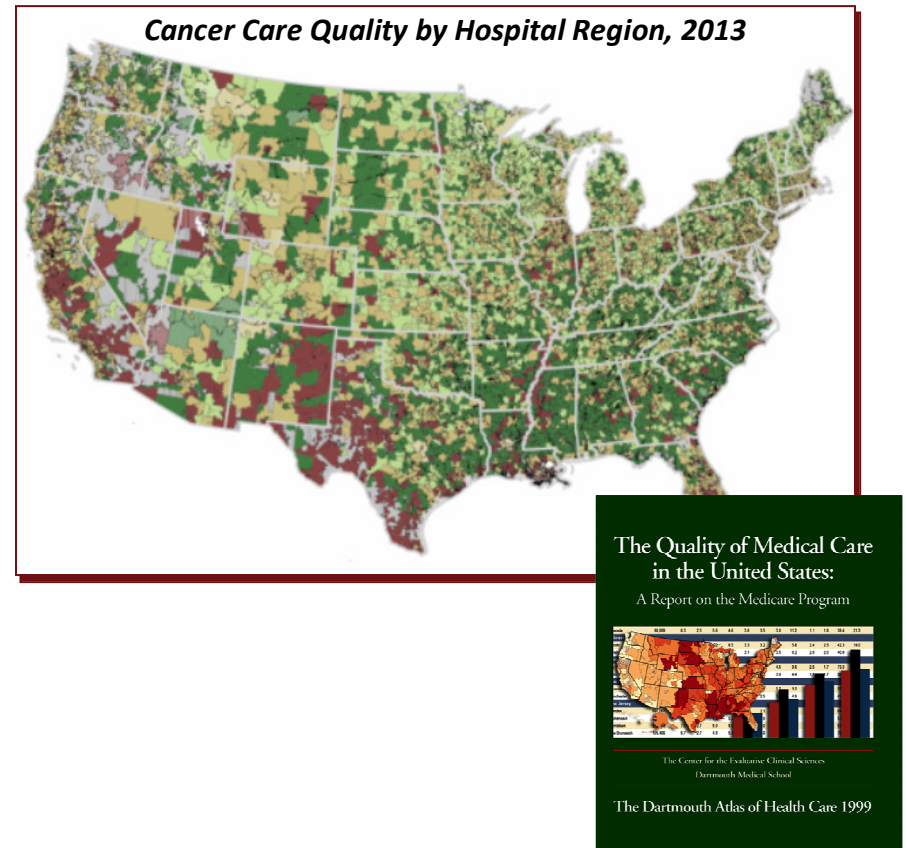 Cancer Care Quality by Hospital Region, 2013
The Quality of Medical Care
in the United States:
A Report on the Medicare Program
The Center for the Evaluative Clinical Sciences
Dartmouth Medical School
The Dartmouth Atlas of Health Care 1999